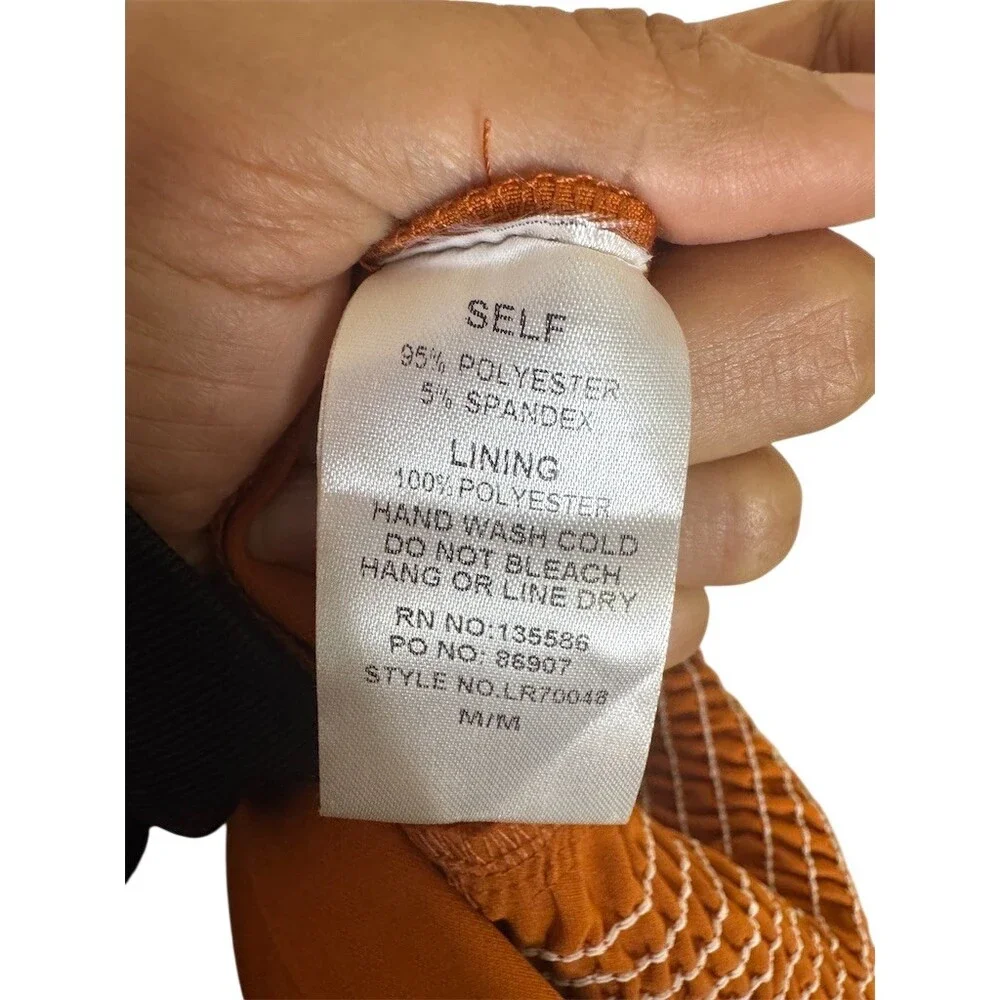 SELF
95% POLYESTER
5% SPANDEX
LINING
100% POLYESTER
HAND WASH COLD
DO NOT BLEACH
HANG OR LINE DRY
RN NO:135586
PO NO: 86907
STYLE NO.LR70048
M/M